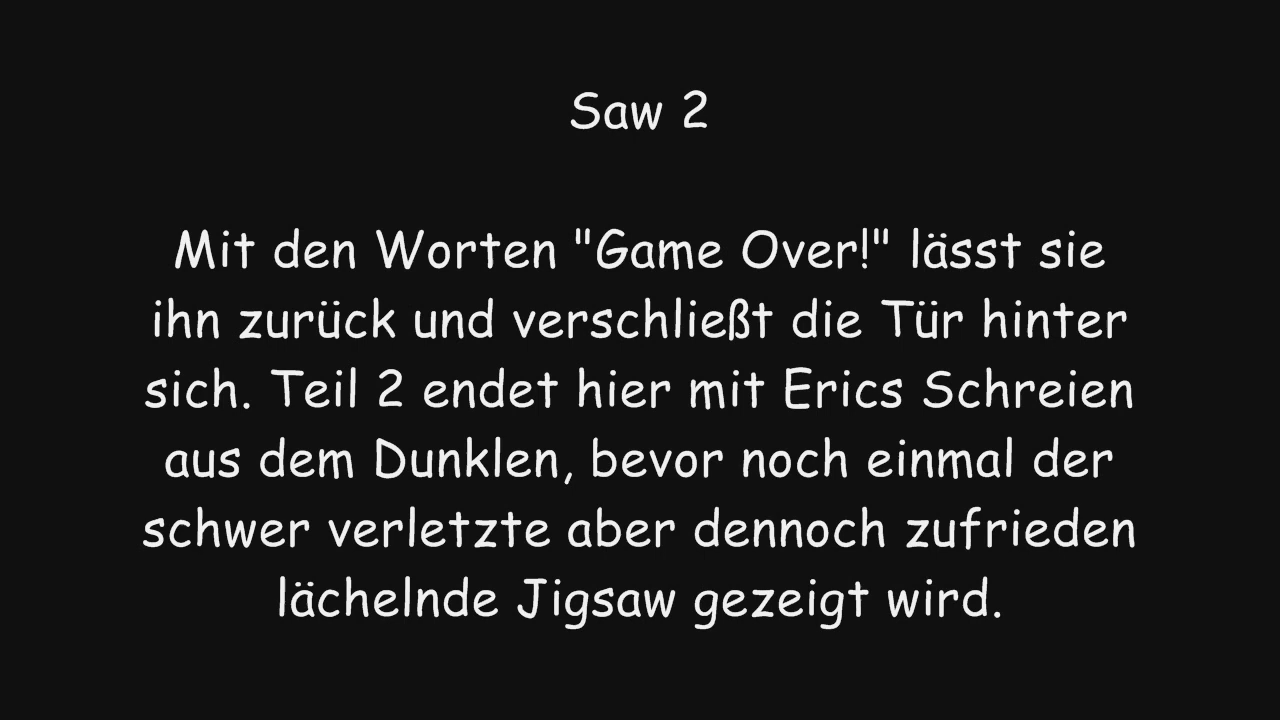 Saw 2
Mit den Worten "Game Over!" lässt sie
ihn zurück und verschließt die Tür hinter
sich. Teil 2 endet hier mit Erics Schreien
aus dem Dunklen, bevor noch einmal der
schwer verletzte aber dennoch zufrieden
lächelnde Jigsaw gezeigt wird.